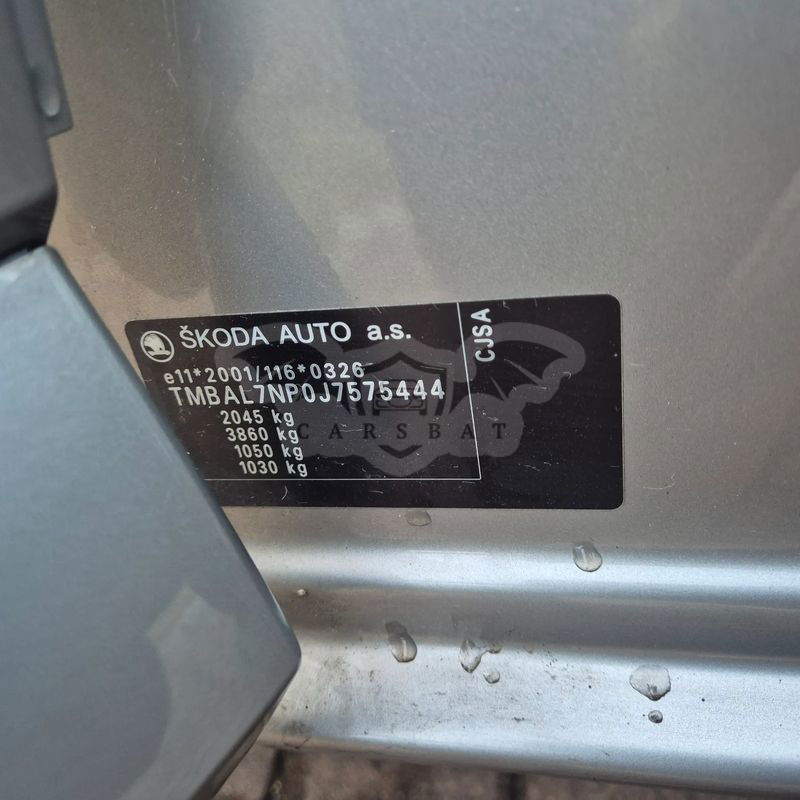 ŠKODA AUTO a.s.
e11*2001/116*0326
TMBAL7NP0J7575444
2045 kg
3860 kg
1050 kg
1030 kg
CJSA
CARSBAT